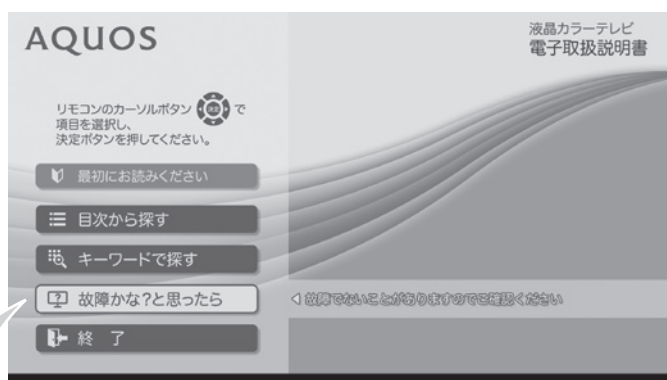 AQUOS
液晶カラーテレビ
電子取扱説明書
リモコンのカーソルボタン 決定 で
項目を選択し、
決定ボタンを押してください。
最初にお読みください
目次から探す
キーワードで探す
故障かな?と思ったら
故障でないことがありますのでご確認ください
終 了